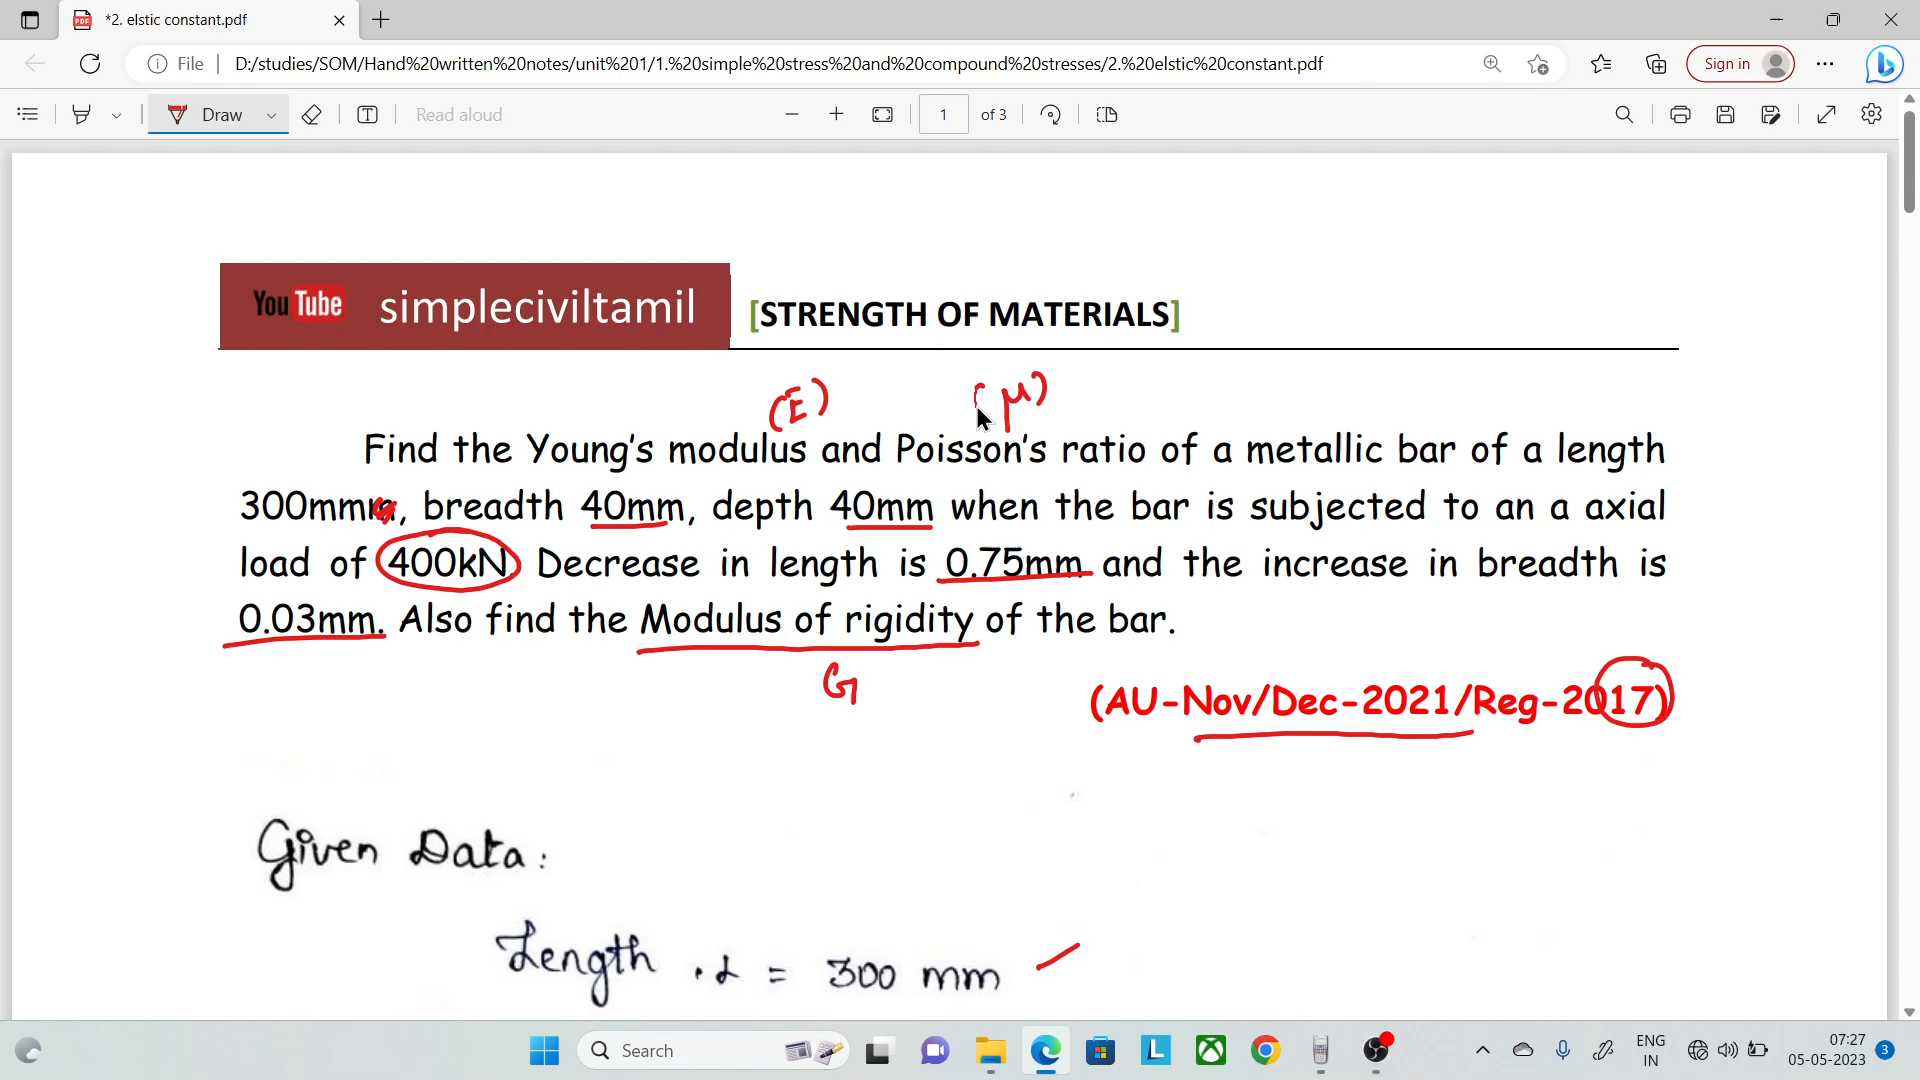 *2. elstic constant.pdf
File
D:/studies/SOM/Hand%20written%20notes/unit%201/1.%20simple%20stress%20and%20compound%20stresses/2.%20elstic%20constant.pdf
Sign in
Draw
Read aloud
1 of 3
YouTube simpleciviltamil
[STRENGTH OF MATERIALS]
(E) (μ)
Find the Young's modulus and Poisson's ratio of a metallic bar of a length
300mmm, breadth 40mm, depth 40mm when the bar is subjected to an a axial
load of 400kN. Decrease in length is 0.75mm and the increase in breadth is
0.03mm. Also find the Modulus of rigidity of the bar.
G
(AU-Nov/Dec-2021/Reg-2017)
Given Data:
Length . L = 300 mm
Search
ENG
IN
07:27
05-05-2023
3